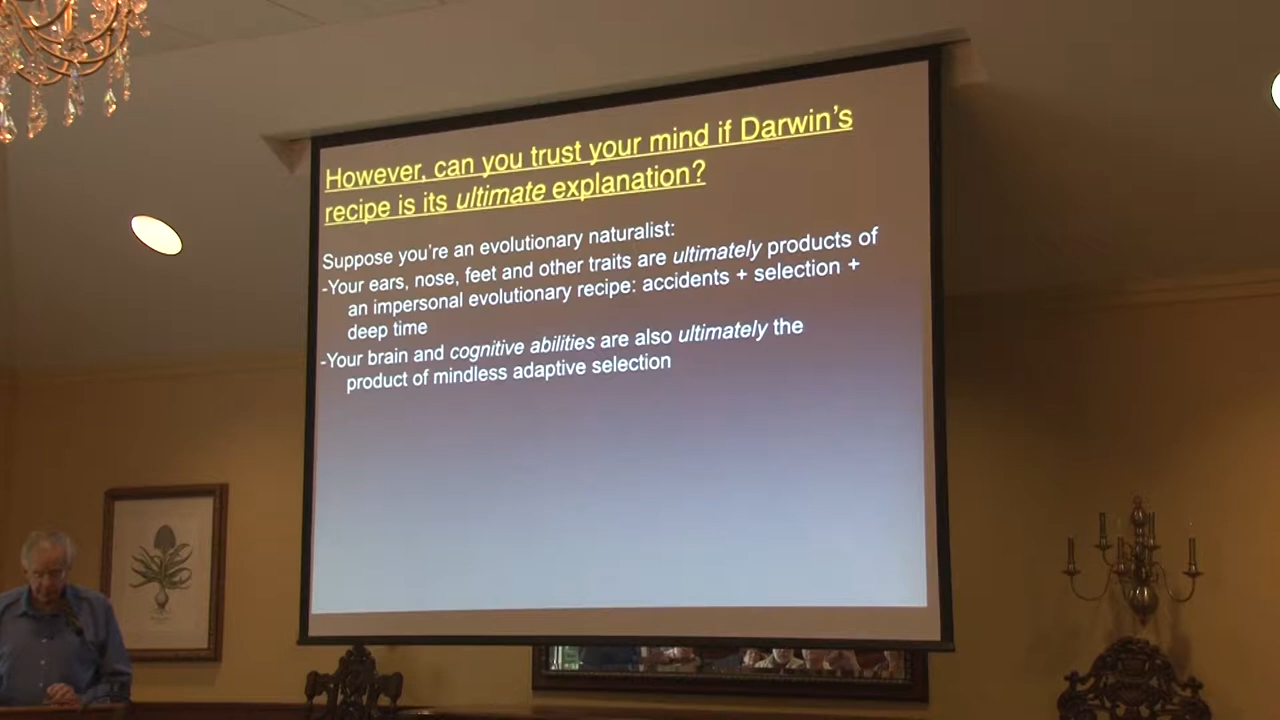 However, can you trust your mind if Darwin's
recipe is its ultimate explanation?
Suppose you're an evolutionary naturalist:
-Your ears, nose, feet and other traits are ultimately products of
an impersonal evolutionary recipe: accidents + selection +
deep time
-Your brain and cognitive abilities are also ultimately the
product of mindless adaptive selection